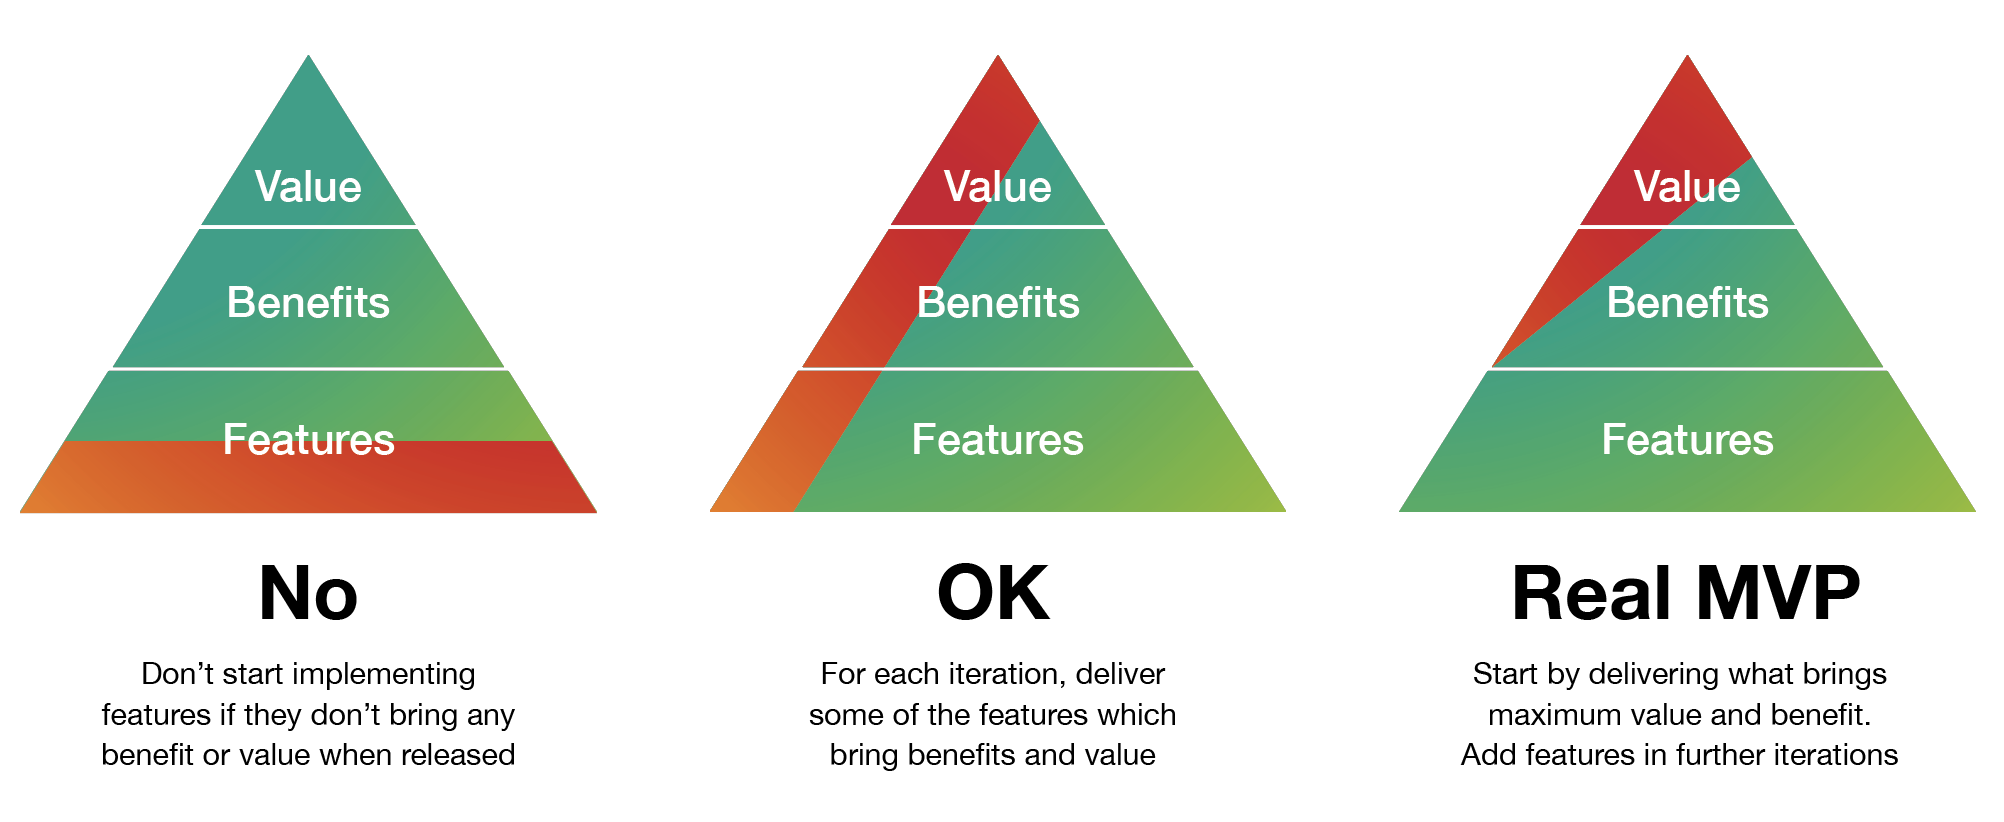 Value
Benefits
Features
No
Don’t start implementing
features if they don’t bring any
benefit or value when released
Value
Benefits
Features
OK
For each iteration, deliver
some of the features which
bring benefits and value
Value
Benefits
Features
Real MVP
Start by delivering what brings
maximum value and benefit.
Add features in further iterations